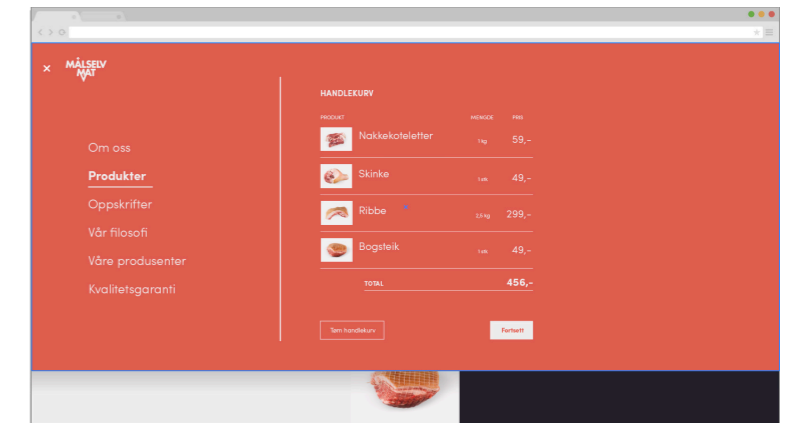 MÅLSELV
MAT
Om oss
Produkter
Oppskrifter
Vår filosofi
Våre produsenter
Kvalitetsgaranti
HANDLEKURV
PRODUKT MENGDE PRIS
Nakkekoteletter 1 kg 59,-
Skinke 1 stk 49,-
Ribbe 2,5 kg 299,-
Bogsteik 1 stk 49,-
TOTAL 456,-
Tøm handlekurv Fortsett